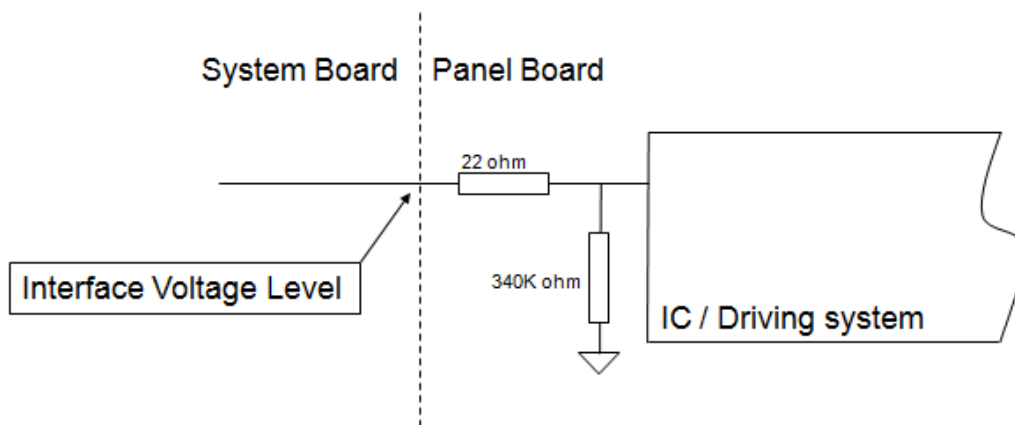 System Board
Panel Board
22 ohm
Interface Voltage Level
340K ohm
IC / Driving system